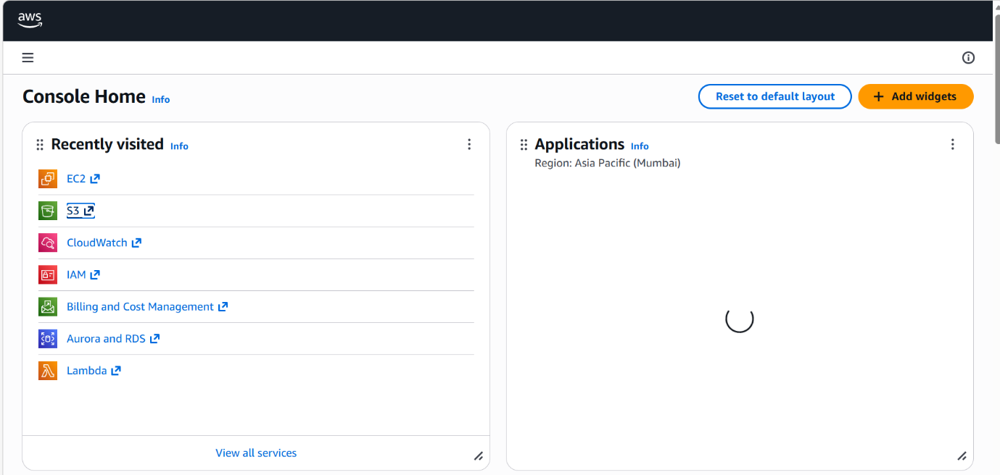 aws
Console Home Info
Reset to default layout
+ Add widgets
Recently visited Info
EC2
S3
CloudWatch
IAM
Billing and Cost Management
Aurora and RDS
Lambda
View all services
Applications Info
Region: Asia Pacific (Mumbai)